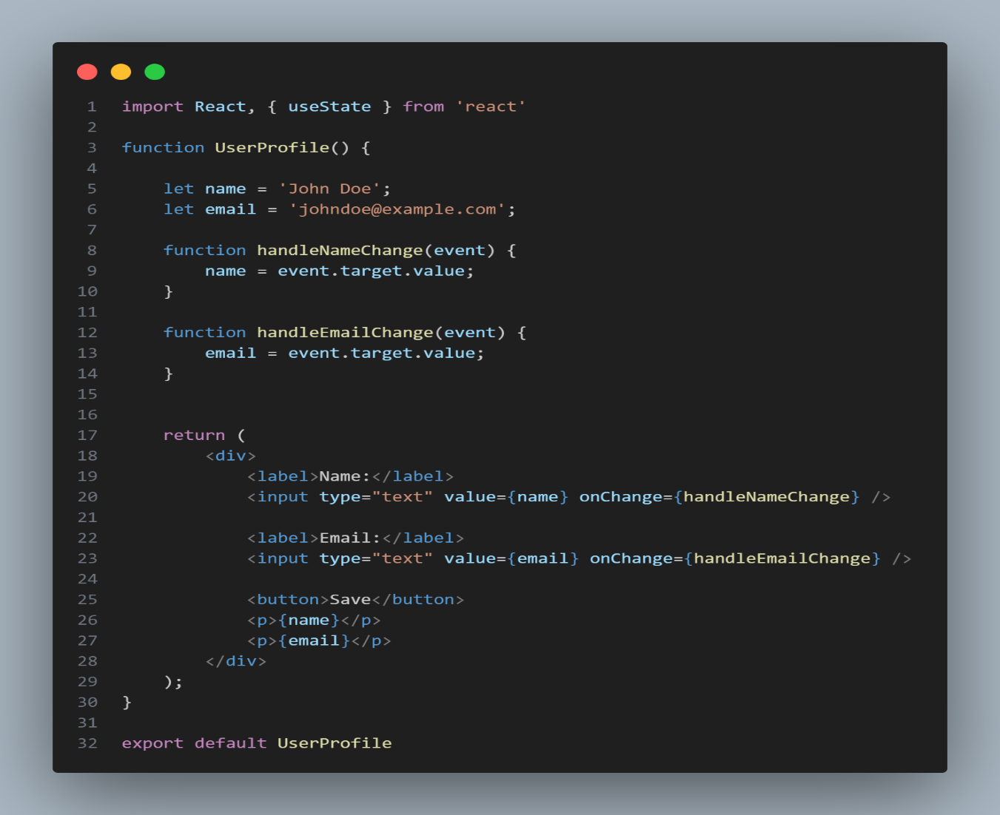 1 import React, { useState } from 'react'
2
3 function UserProfile() {
4
5     let name = 'John Doe';
6     let email = 'johndoe@example.com';
7
8     function handleNameChange(event) {
9         name = event.target.value;
10     }
11
12     function handleEmailChange(event) {
13         email = event.target.value;
14     }
15
16
17     return (
18         <div>
19             <label>Name:</label>
20             <input type="text" value={name} onChange={handleNameChange} />
21
22             <label>Email:</label>
23             <input type="text" value={email} onChange={handleEmailChange} />
24
25             <button>Save</button>
26             <p>{name}</p>
27             <p>{email}</p>
28         </div>
29     );
30 }
31
32 export default UserProfile